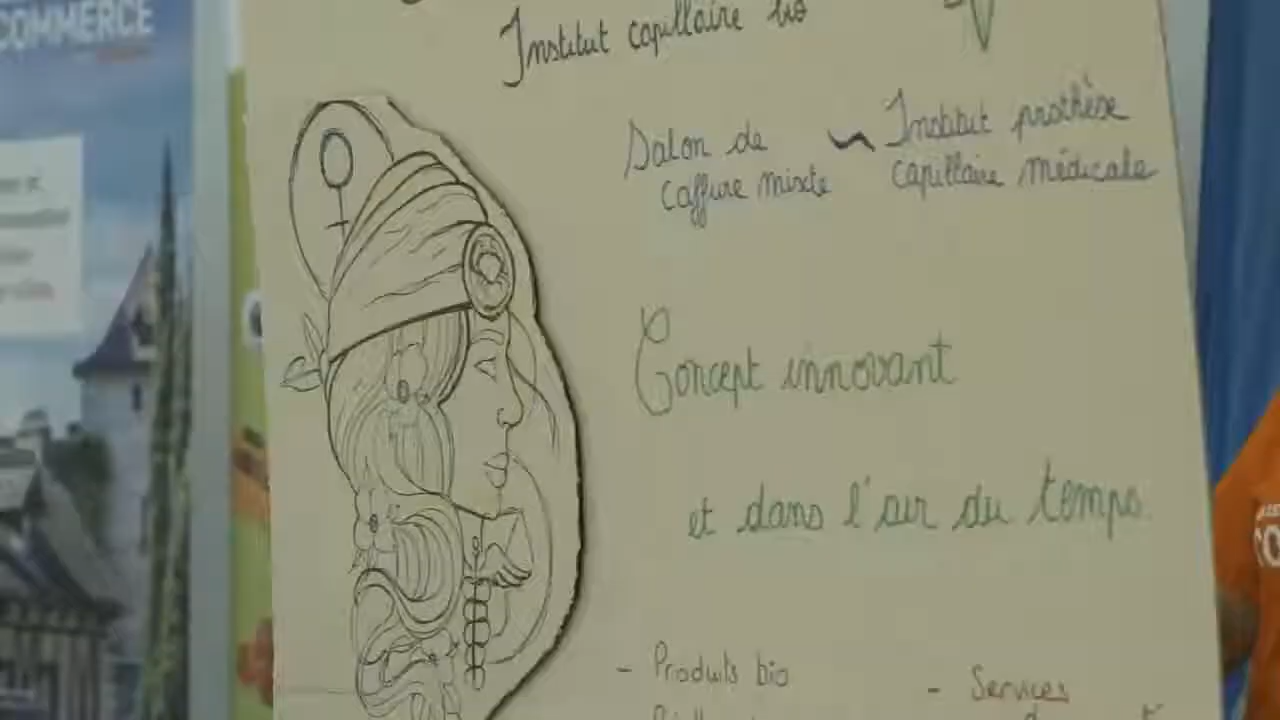 COMMERCE
Institut capillaire bio
Salon de
coiffure mixte
Institut prothèse
capillaire médicale
Concept innovant
et dans l'air du temps.
- Produits bio
- Services